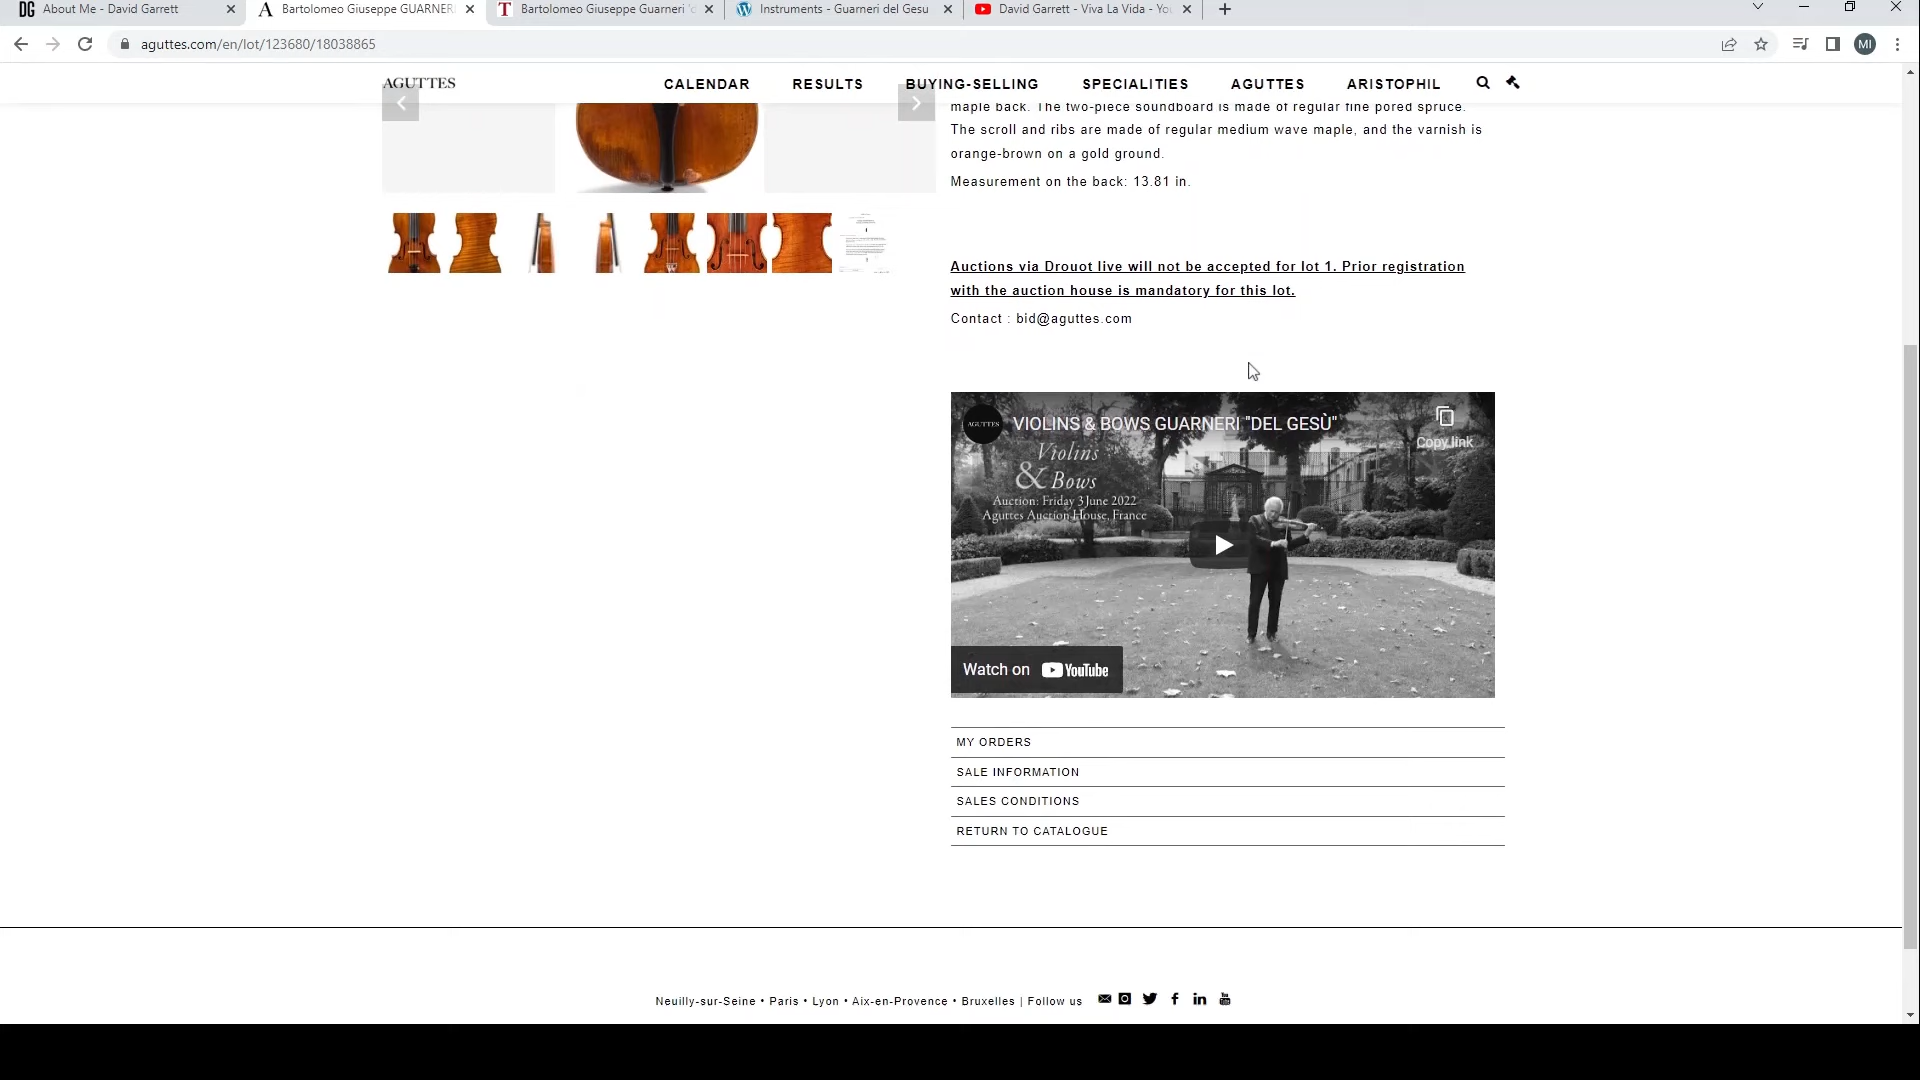 DG About Me - David Garrett
A Bartolomeo Giuseppe GUARNERI
T Bartolomeo Giuseppe Guarneri 'd
Instruments - Guarneri del Gesu
David Garrett - Viva La Vida - You
aguttes.com/en/lot/123680/18038865
MI
AGUTTES
CALENDAR RESULTS BUYING-SELLING SPECIALITIES AGUTTES ARISTOPHIL
maple back. The two-piece soundboard is made of regular fine pored spruce.
The scroll and ribs are made of regular medium wave maple, and the varnish is
orange-brown on a gold ground.
Measurement on the back: 13.81 in.
Auctions via Drouot live will not be accepted for lot 1. Prior registration
with the auction house is mandatory for this lot.
Contact : bid@aguttes.com
AGUTTES
VIOLINS & BOWS GUARNERI "DEL GESÙ"
Copy link
Violins
& Bows
Auction: Friday 3 June 2022
Aguttes Auction House, France
Watch on YouTube
MY ORDERS
SALE INFORMATION
SALES CONDITIONS
RETURN TO CATALOGUE
Neuilly-sur-Seine • Paris • Lyon • Aix-en-Provence • Bruxelles | Follow us